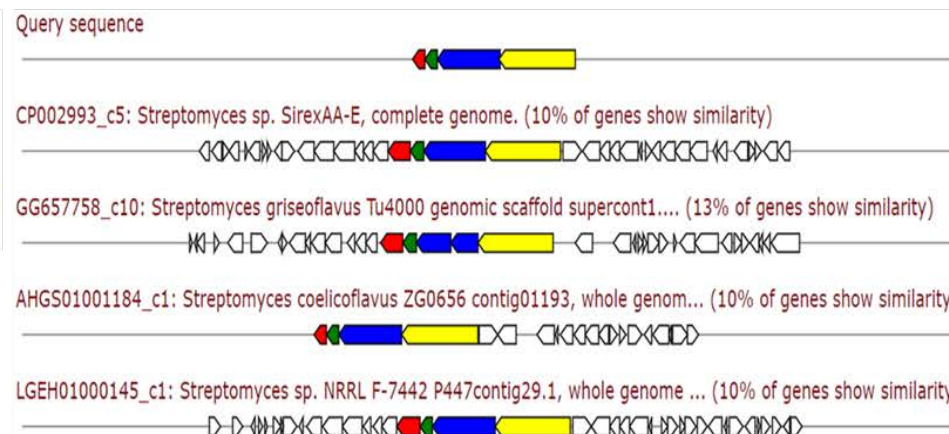 Query sequence
CP002993_c5: Streptomyces sp. SirexAA-E, complete genome. (10% of genes show similarity)
GG657758_c10: Streptomyces griseoflavus Tu4000 genomic scaffold supercont1.... (13% of genes show similarity)
AHGS01001184_c1: Streptomyces coelicoflavus ZG0656 contig01193, whole genom... (10% of genes show similarity
LGEH01000145_c1: Streptomyces sp. NRRL F-7442 P447contig29.1, whole genome ... (10% of genes show similarity